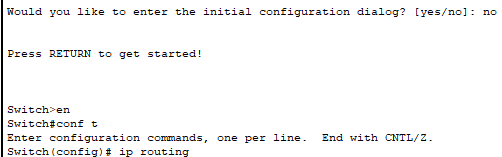 Would you like to enter the initial configuration dialog? [yes/no]: no
Press RETURN to get started!
Switch>en
Switch#conf t
Enter configuration commands, one per line.  End with CNTL/Z.
Switch(config)# ip routing